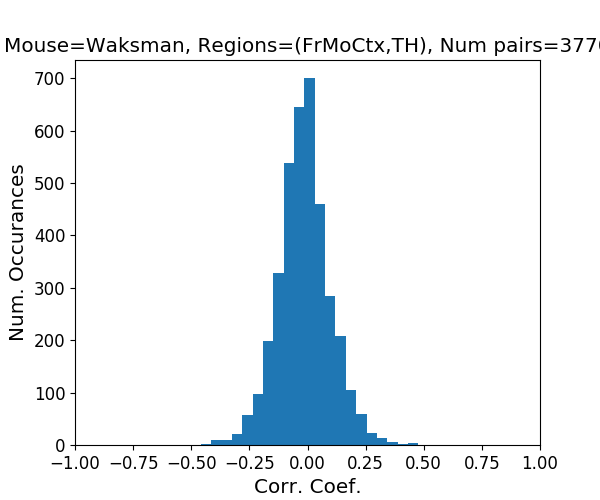 Mouse=Waksman, Regions=(FrMoCtx,TH), Num pairs=377
700
600
500
400
300
200
100
0
Num. Occurances
−1.00 −0.75 −0.50 −0.25 0.00 0.25 0.50 0.75 1.00
Corr. Coef.